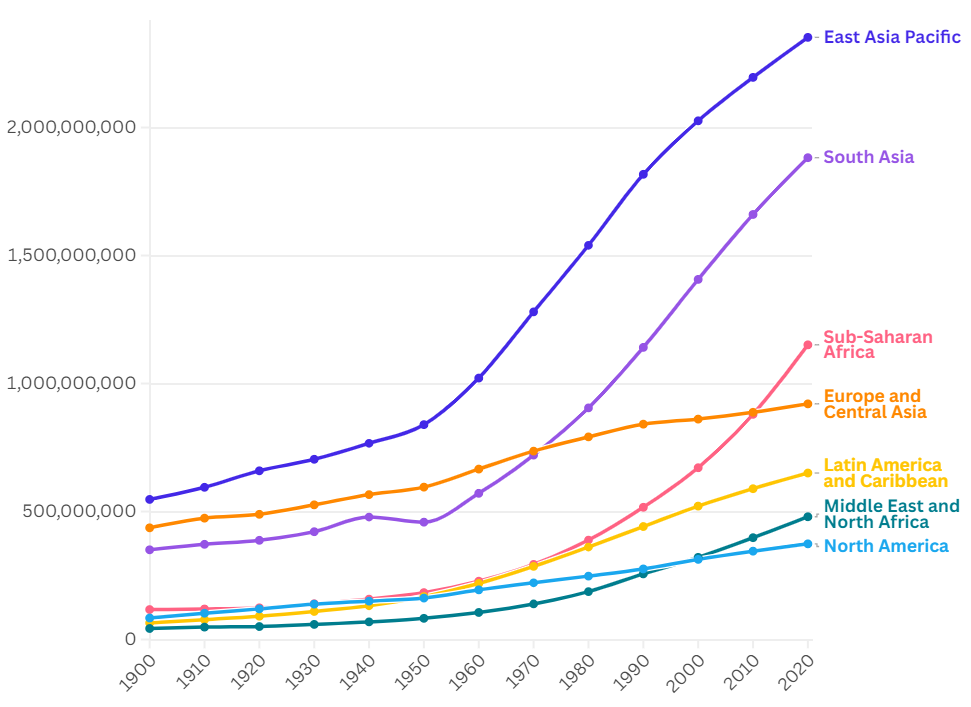 East Asia Pacific
2,000,000,000
South Asia
1,500,000,000
Sub-Saharan
Africa
1,000,000,000
Europe and
Central Asia
Latin America
and Caribbean
500,000,000
Middle East and
North Africa
North America
0
1900
1910
1920
1930
1940
1950
1960
1970
1980
1990
2000
2010
2020